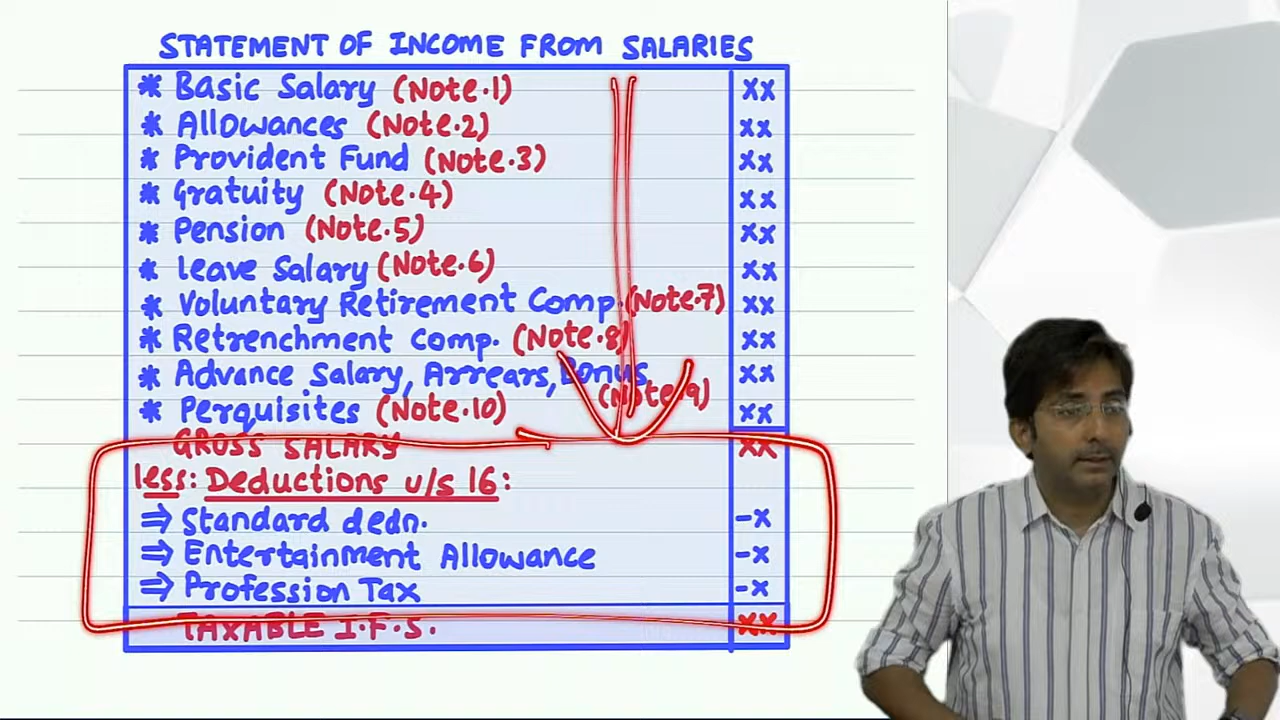 STATEMENT OF INCOME FROM SALARIES
* Basic Salary (Note.1) xx
* Allowances (Note.2) xx
* Provident Fund (Note.3) xx
* Gratuity (Note.4) xx
* Pension (Note.5) xx
* leave Salary (Note.6) xx
* Voluntary Retirement Comp. (Note.7) xx
* Retrenchment Comp. (Note.8) xx
* Advance Salary, Arrears, Bonus (Note.9) xx
* Perquisites (Note.10) xx
GROSS SALARY xx
less: Deductions u/s 16:
⇒ Standard dedn. -x
⇒ Entertainment Allowance -x
⇒ Profession Tax -x
TAXABLE I.F.S. xx